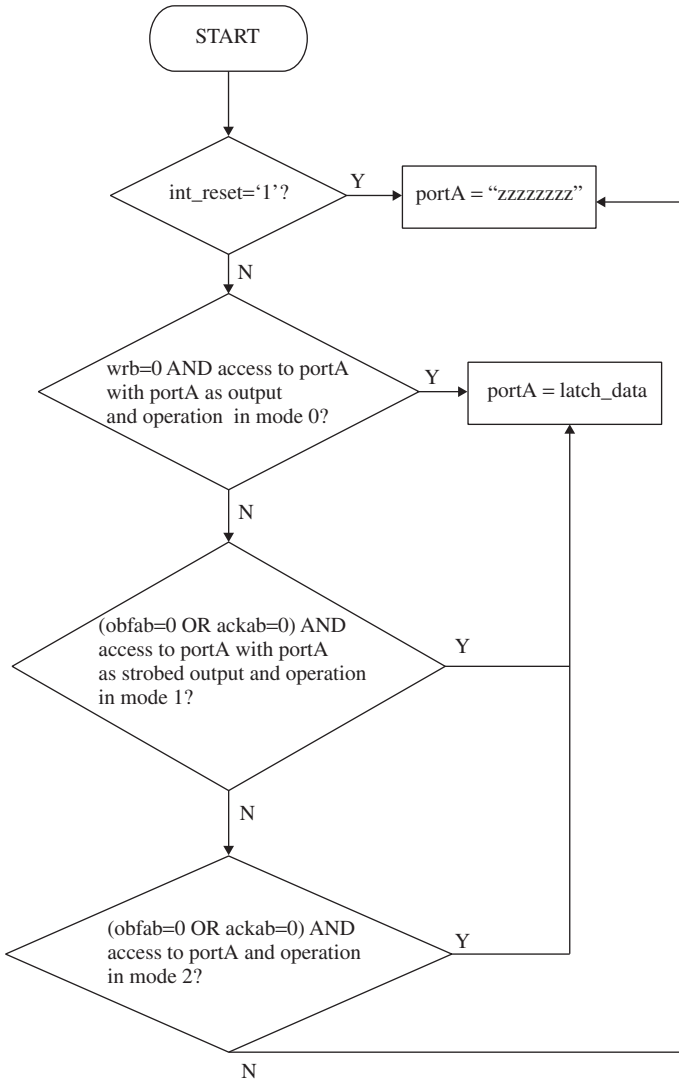 START
int_reset=‘1’?
Y
portA = “zzzzzzzz”
N
wrb=0 AND access to portA
with portA as output
and operation in mode 0?
Y
portA = latch_data
N
(obfab=0 OR ackab=0) AND
access to portA with portA
as strobed output and operation
in mode 1?
Y
N
(obfab=0 OR ackab=0) AND
access to portA and operation
in mode 2?
Y
N